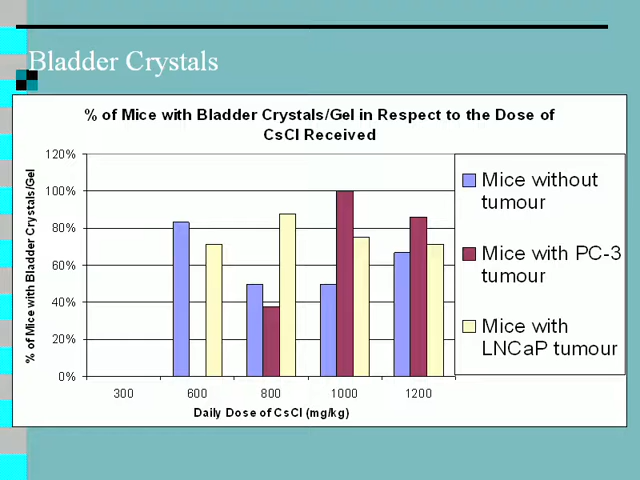 Bladder Crystals
% of Mice with Bladder Crystals/Gel in Respect to the Dose of
CsCl Received
% of Mice with Bladder Crystals/Gel
120%
100%
80%
60%
40%
20%
0%
300 600 800 1000 1200
Daily Dose of CsCl (mg/kg)
Mice without
tumour
Mice with PC-3
tumour
Mice with
LNCaP tumour